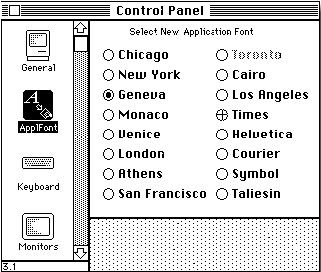 Control Panel
Select New Application Font
General
ApplFont
Keyboard
Monitors
3.1
Chicago
Toronto
New York
Cairo
Geneva
Los Angeles
Monaco
Times
Venice
Helvetica
London
Courier
Athens
Symbol
San Francisco
Taliesin